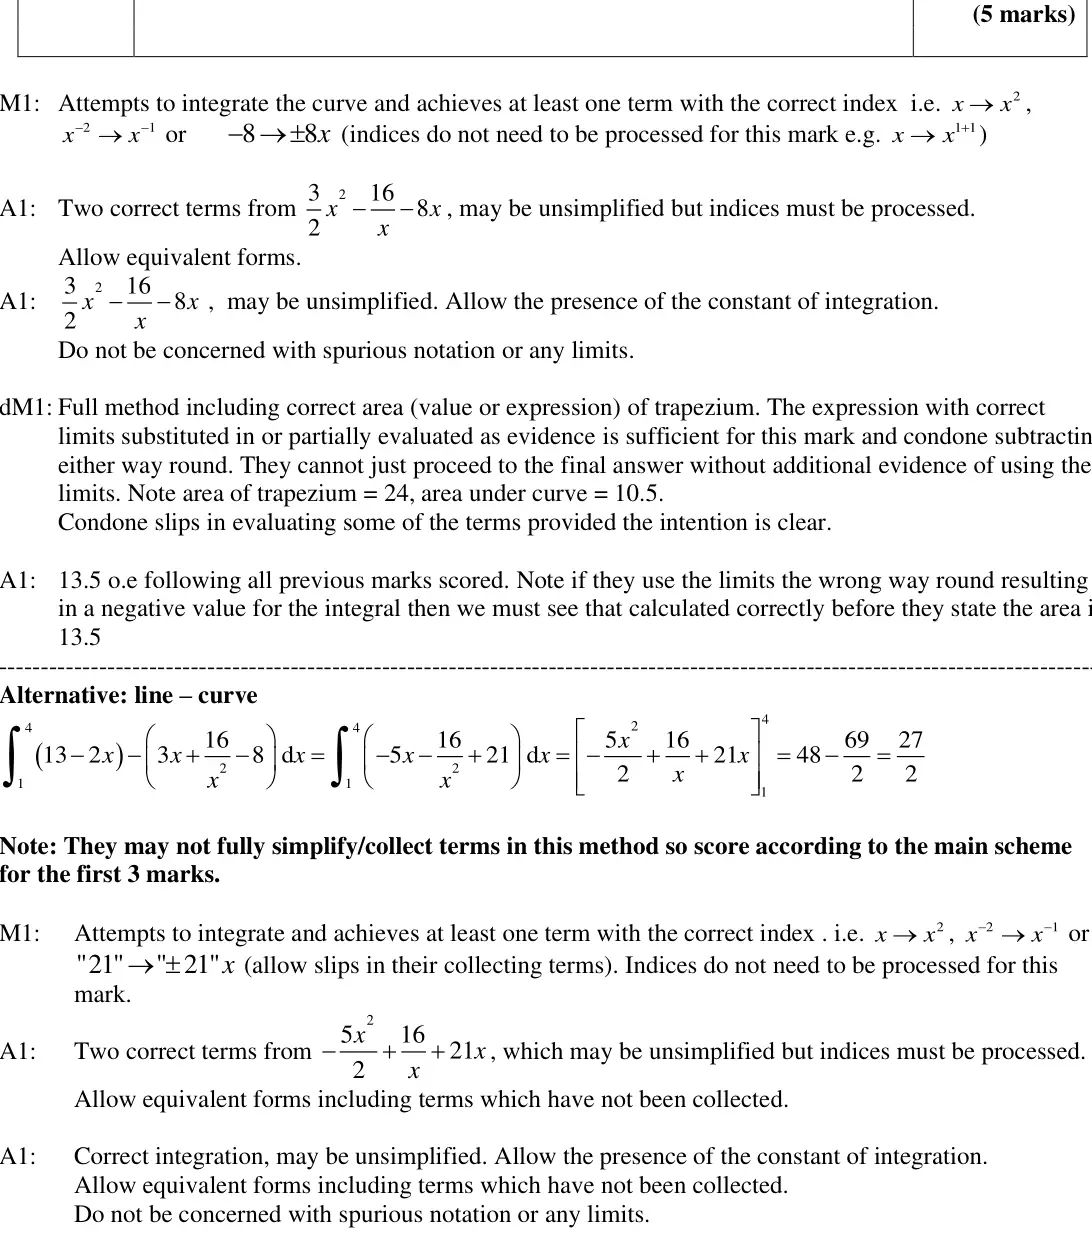 (5 marks)
M1: Attempts to integrate the curve and achieves at least one term with the correct index i.e. x → x² ,
x⁻² → x⁻¹ or −8 → ±8x (indices do not need to be processed for this mark e.g. x → x¹⁺¹ )
A1: Two correct terms from 3/2 x² − 16/x − 8x , may be unsimplified but indices must be processed.
Allow equivalent forms.
A1: 3/2 x² − 16/x − 8x , may be unsimplified. Allow the presence of the constant of integration.
Do not be concerned with spurious notation or any limits.
dM1: Full method including correct area (value or expression) of trapezium. The expression with correct
limits substituted in or partially evaluated as evidence is sufficient for this mark and condone subtractin
either way round. They cannot just proceed to the final answer without additional evidence of using the
limits. Note area of trapezium = 24, area under curve = 10.5.
Condone slips in evaluating some of the terms provided the intention is clear.
A1: 13.5 o.e following all previous marks scored. Note if they use the limits the wrong way round resulting
in a negative value for the integral then we must see that calculated correctly before they state the area i
13.5
Alternative: line – curve
∫₁⁴ (13 − 2x) − (3x + 16/x² − 8) dx = ∫₁⁴ (−5x − 16/x² + 21) dx = [−5x²/2 + 16/x + 21x]₁⁴ = 48 − 69/2 = 27/2
Note: They may not fully simplify/collect terms in this method so score according to the main scheme
for the first 3 marks.
M1: Attempts to integrate and achieves at least one term with the correct index . i.e. x → x² , x⁻² → x⁻¹ or
"21" → "± 21" x (allow slips in their collecting terms). Indices do not need to be processed for this
mark.
A1: Two correct terms from −5x²/2 + 16/x + 21x , which may be unsimplified but indices must be processed.
Allow equivalent forms including terms which have not been collected.
A1: Correct integration, may be unsimplified. Allow the presence of the constant of integration.
Allow equivalent forms including terms which have not been collected.
Do not be concerned with spurious notation or any limits.